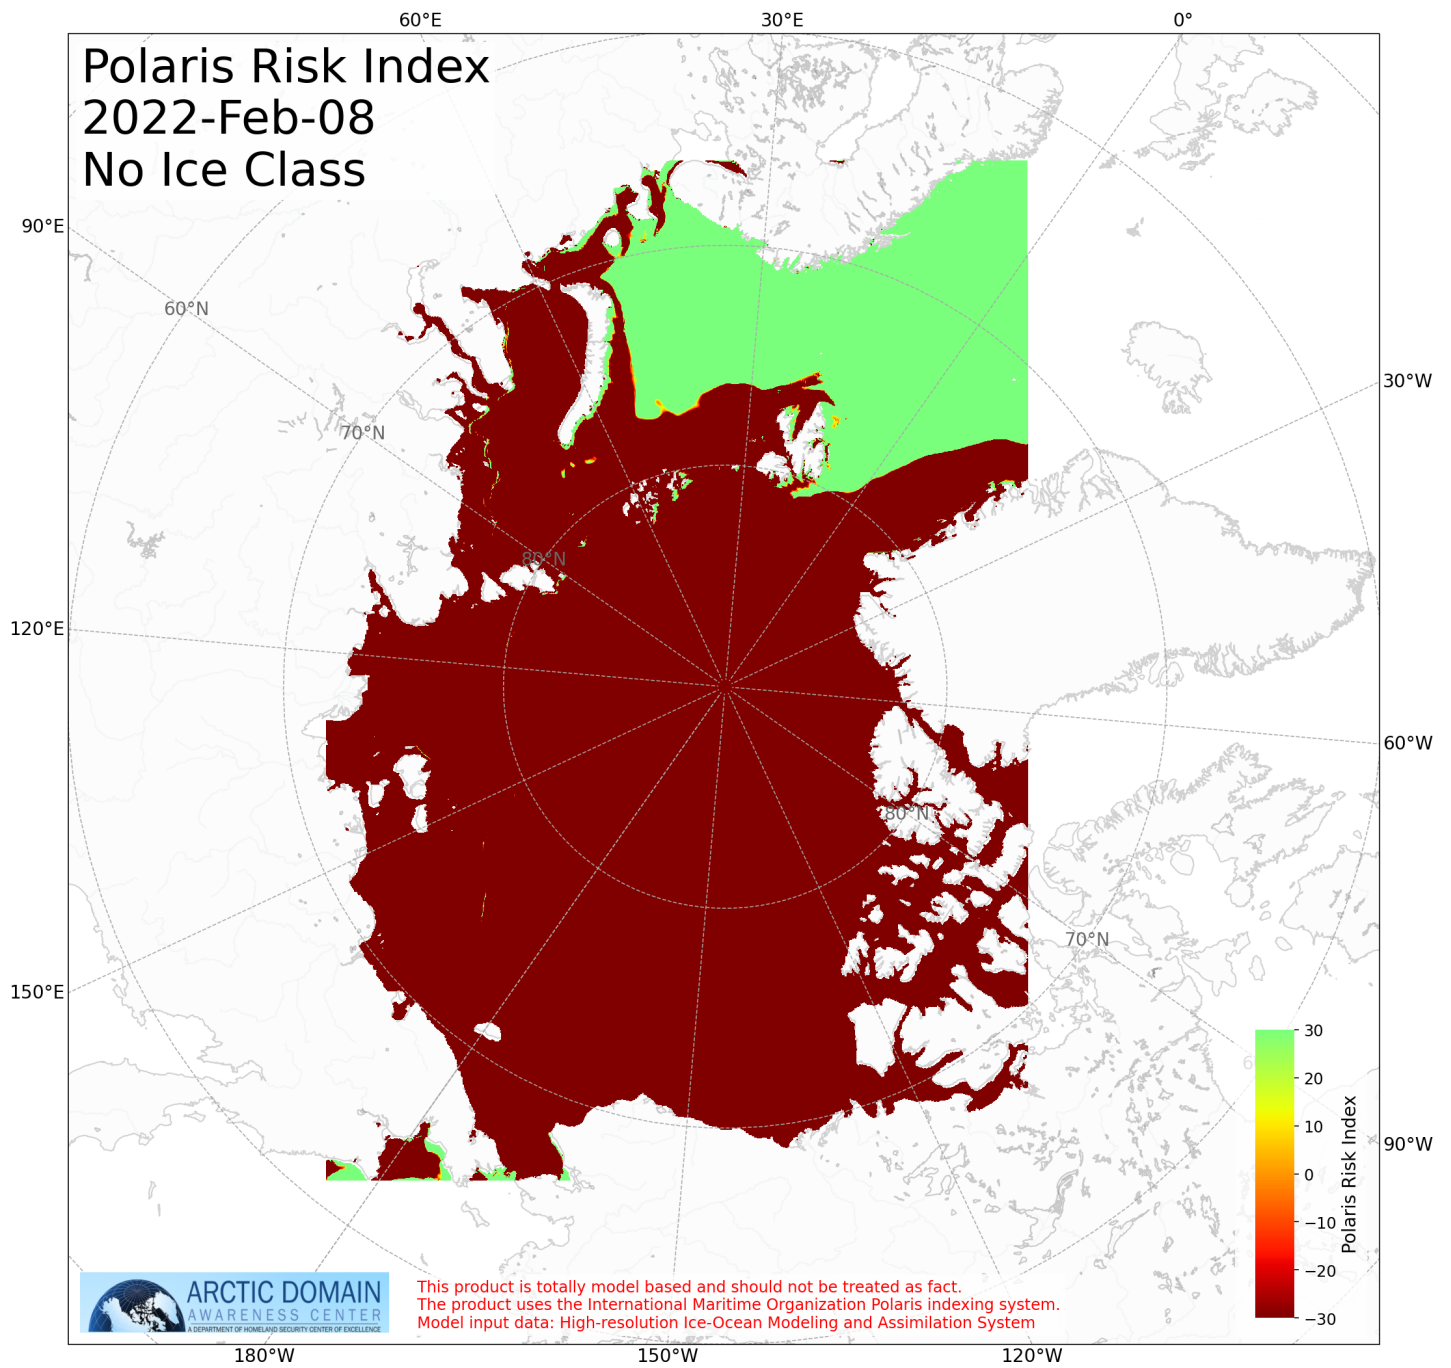 60°E
30°E
0°
Polaris Risk Index
2022-Feb-08
No Ice Class
90°E
60°N
30°W
70°N
80°N
120°E
60°W
80°N
70°N
150°E
30
20
10
0
−10
−20
−30
Polaris Risk Index
90°W
ARCTIC DOMAIN
AWARENESS CENTER
A DEPARTMENT OF HOMELAND SECURITY CENTER OF EXCELLENCE
This product is totally model based and should not be treated as fact.
The product uses the International Maritime Organization Polaris indexing system.
Model input data: High-resolution Ice-Ocean Modeling and Assimilation System
180°W
150°W
120°W